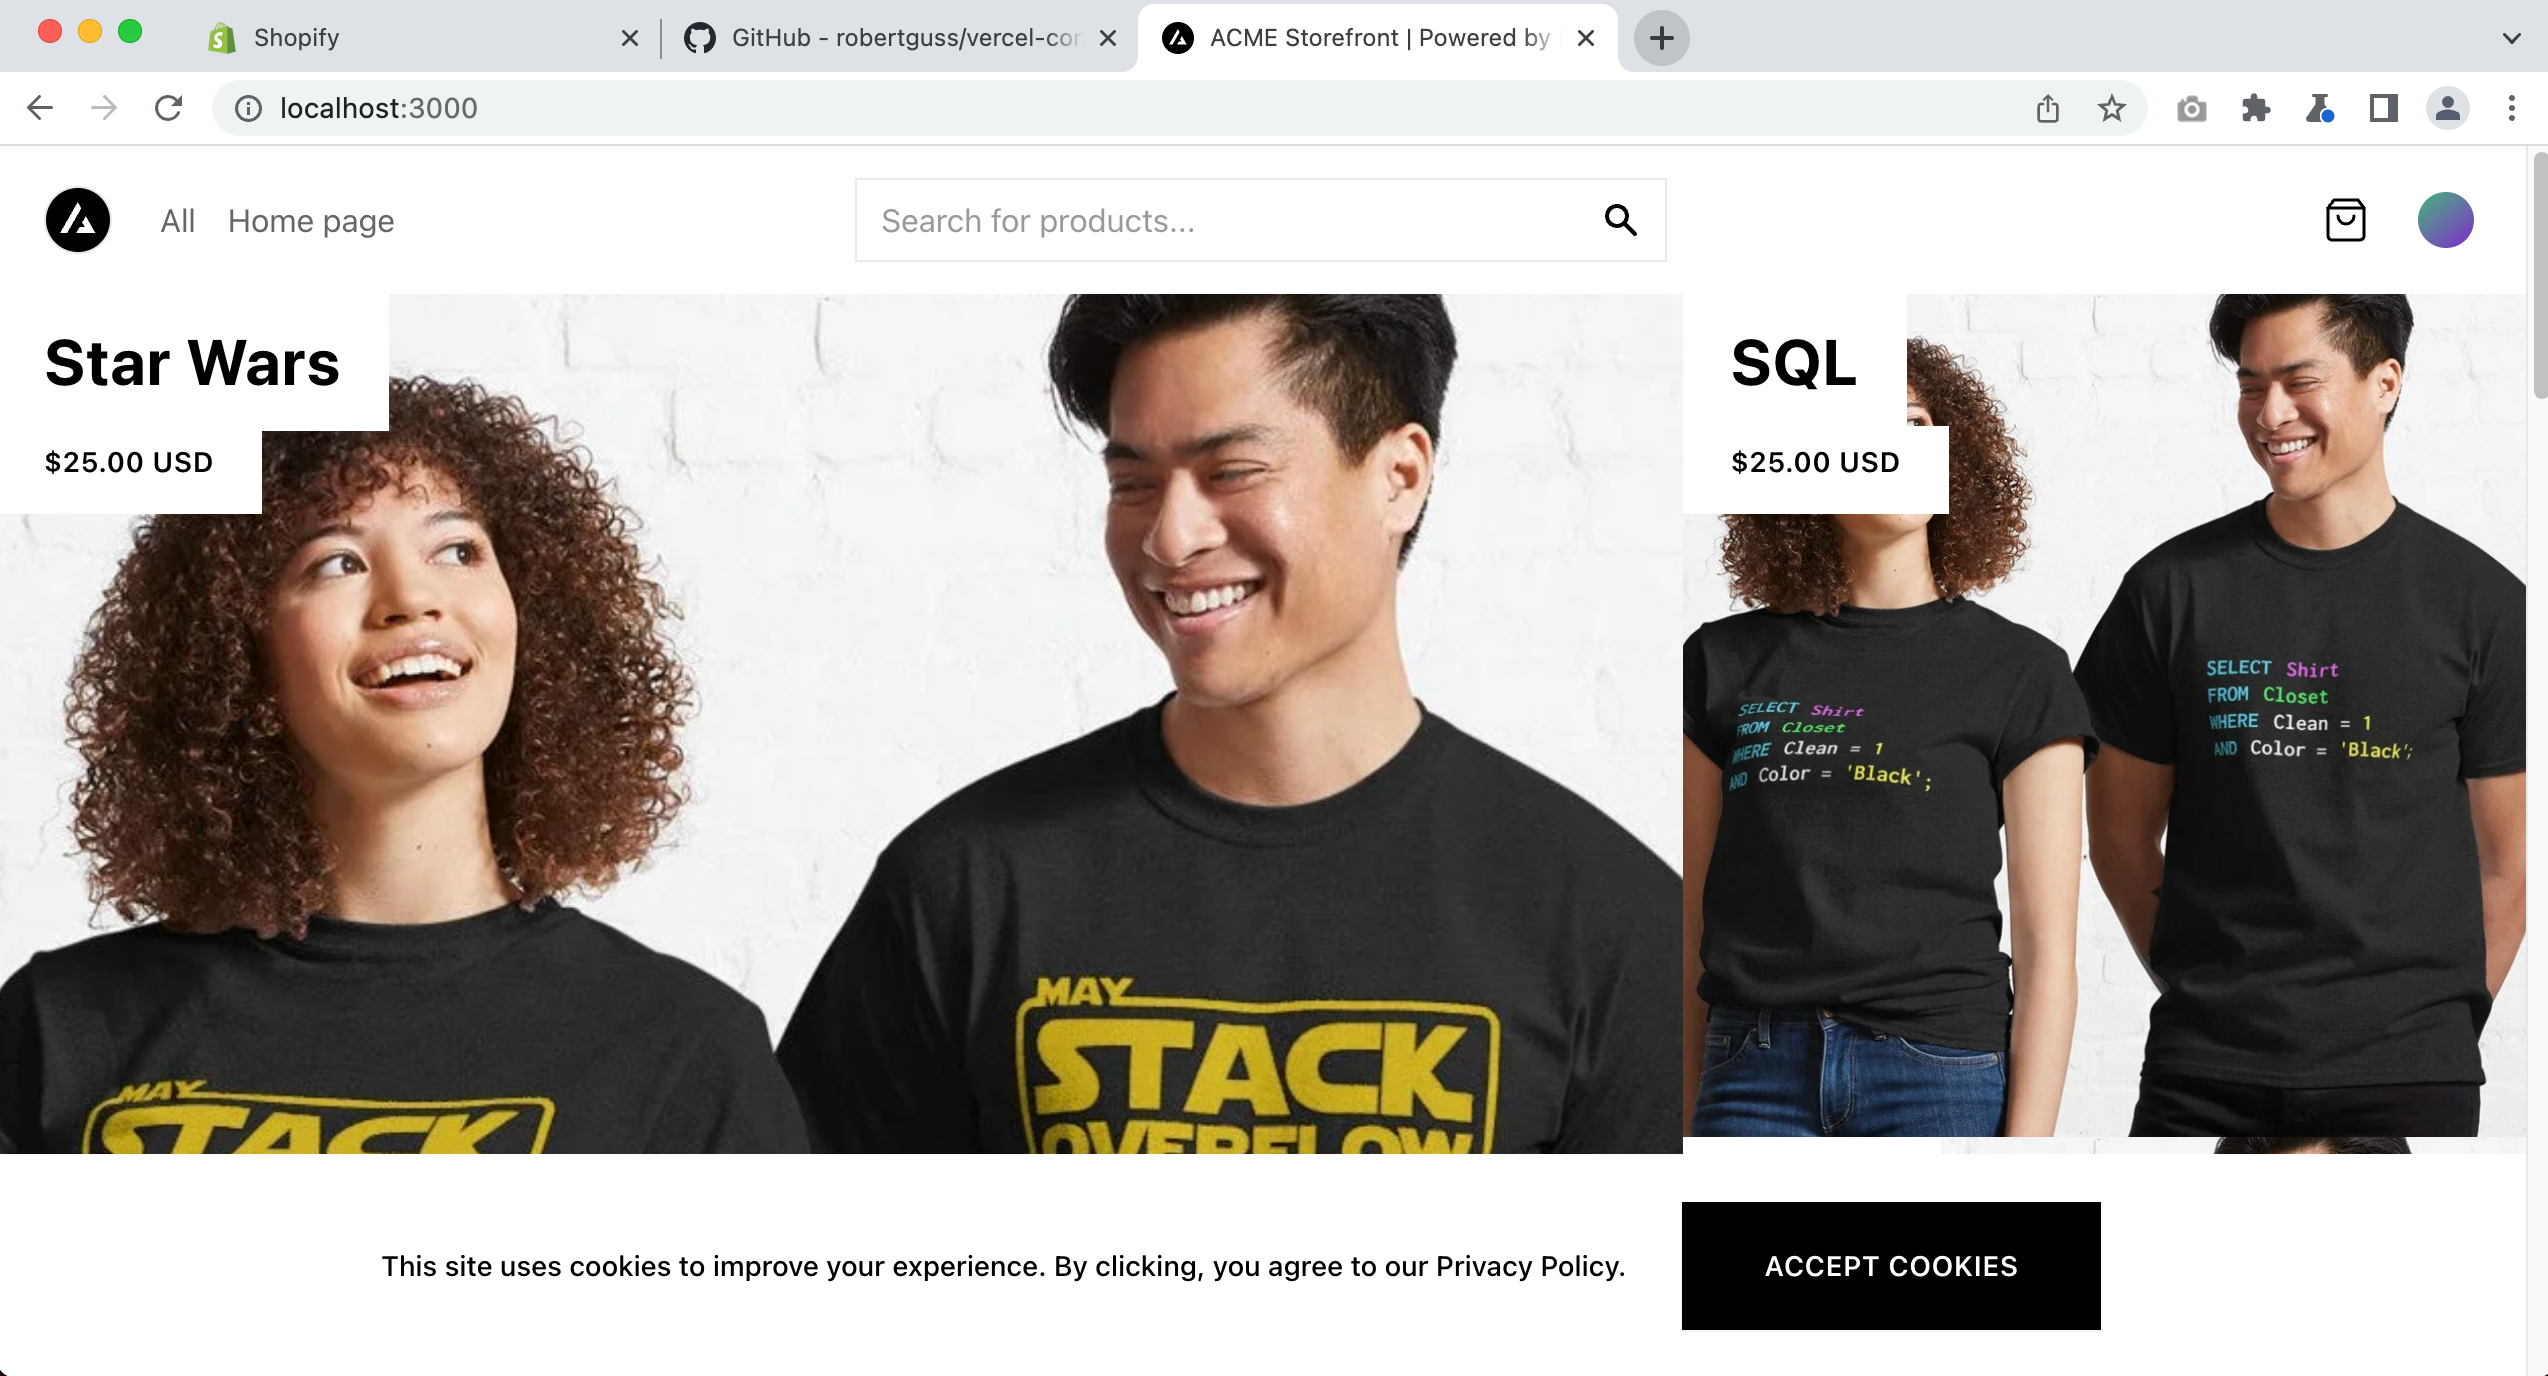 Shopify
GitHub - robertguss/vercel-con
ACME Storefront | Powered by
localhost:3000
All
Home page
Search for products...
Star Wars
$25.00 USD
SQL
$25.00 USD
SELECT Shirt
FROM Closet
WHERE Clean = 1
AND Color = 'Black';
SELECT Shirt
FROM Closet
WHERE Clean = 1
AND Color = 'Black';
MAY
STACK
MAY
STACK
OVERFLOW
This site uses cookies to improve your experience. By clicking, you agree to our Privacy Policy.
ACCEPT COOKIES